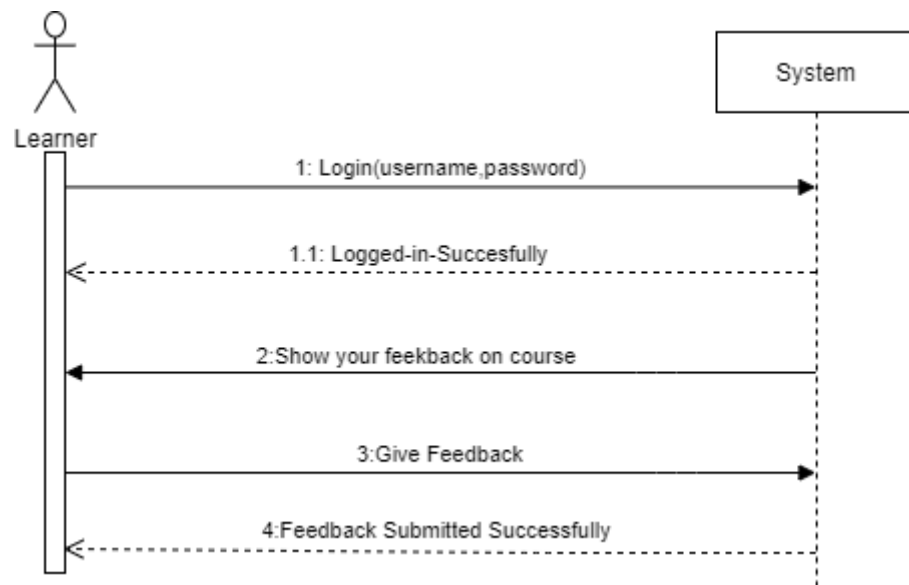 System
Learner
1: Login(username,password)
1.1: Logged-in-Succesfully
2:Show your feekback on course
3:Give Feedback
4:Feedback Submitted Successfully